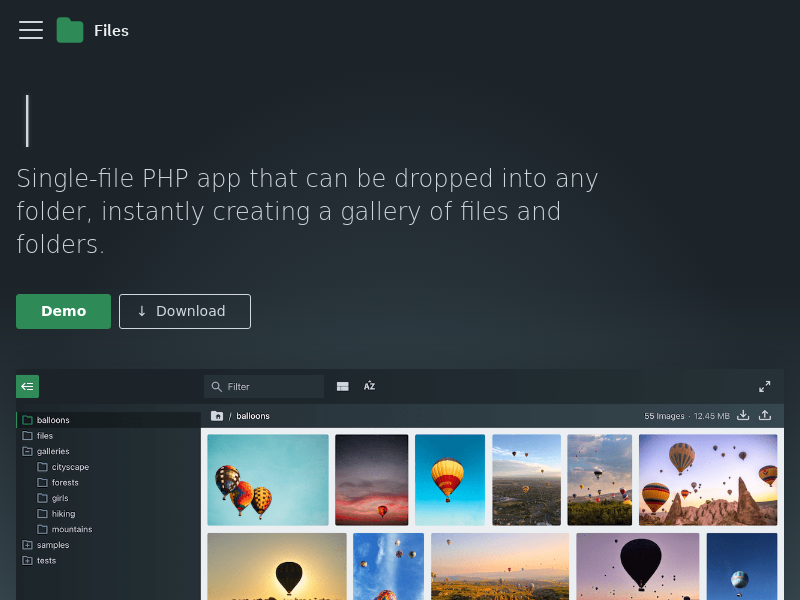 Files
Single-file PHP app that can be dropped into any
folder, instantly creating a gallery of files and
folders.
Demo
↓ Download
Filter
AZ
/ balloons
55 Images · 12.45 MB
balloons
files
galleries
cityscape
forests
girls
hiking
mountains
samples
tests